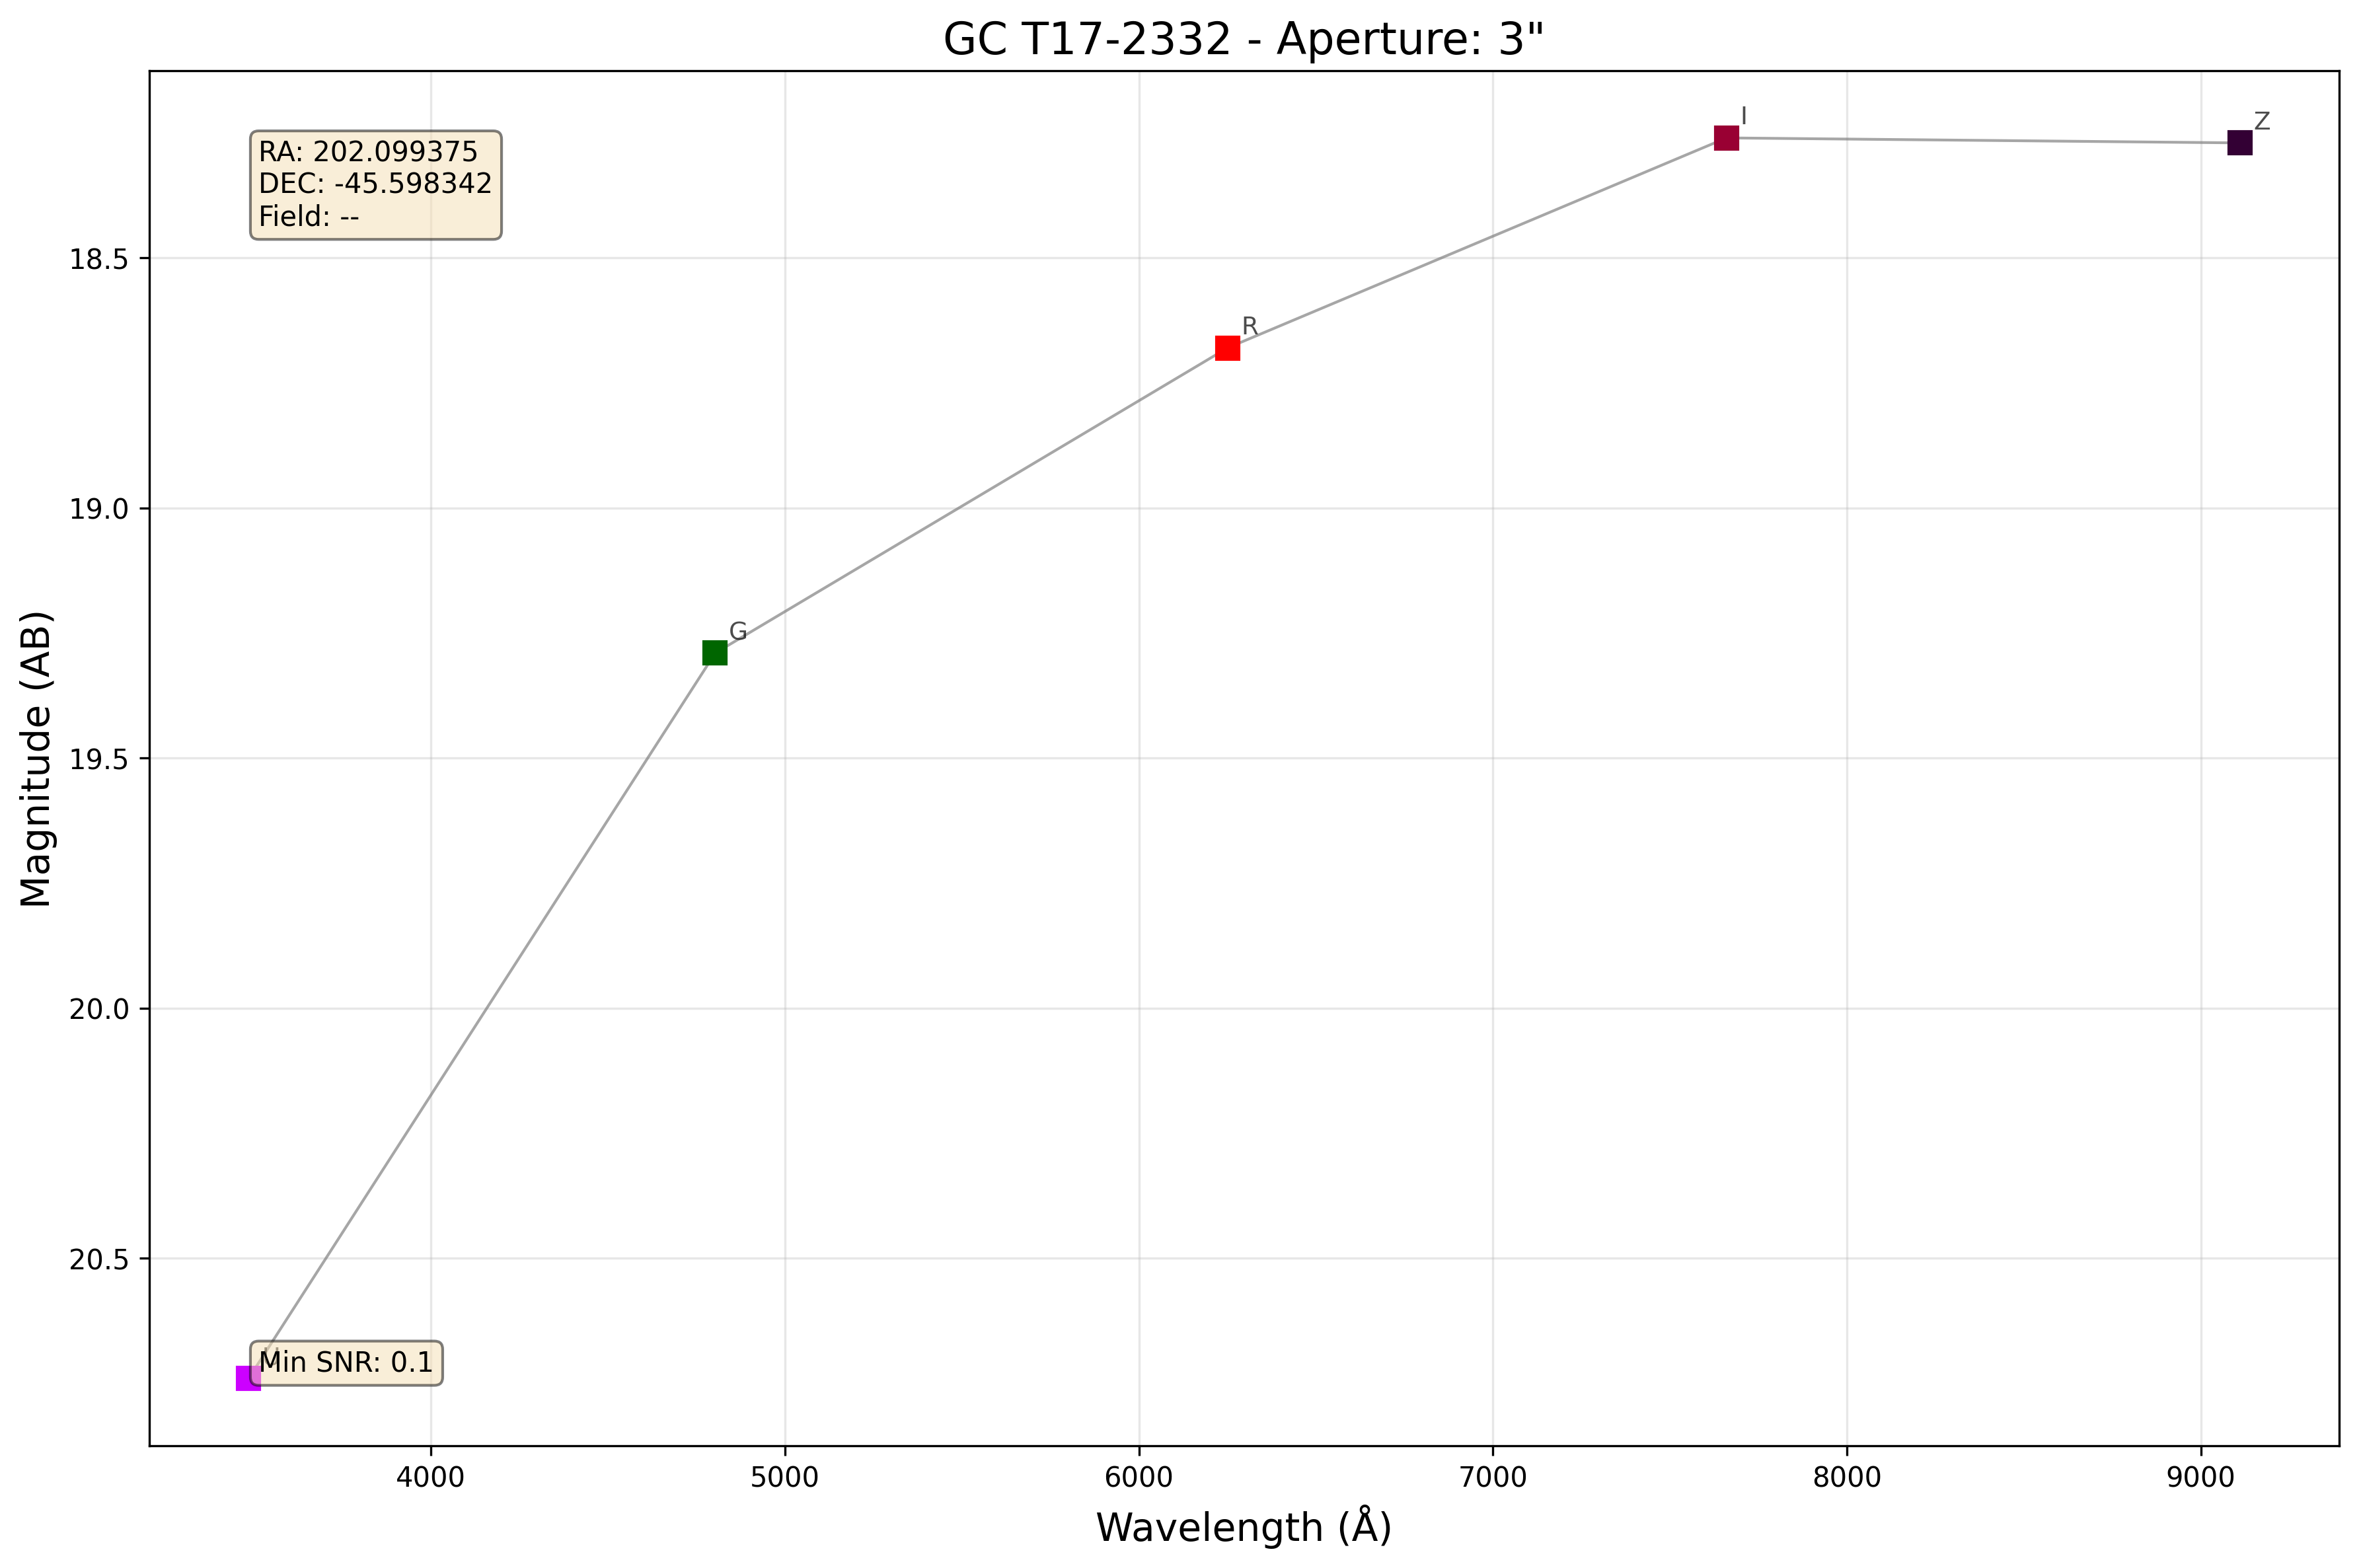 GC T17-2332 - Aperture: 3"
RA: 202.099375
DEC: -45.598342
Field: --
I
Z
R
G
Min SNR: 0.1
18.5
19.0
19.5
20.0
20.5
Magnitude (AB)
4000
5000
6000
7000
8000
9000
Wavelength (Å)